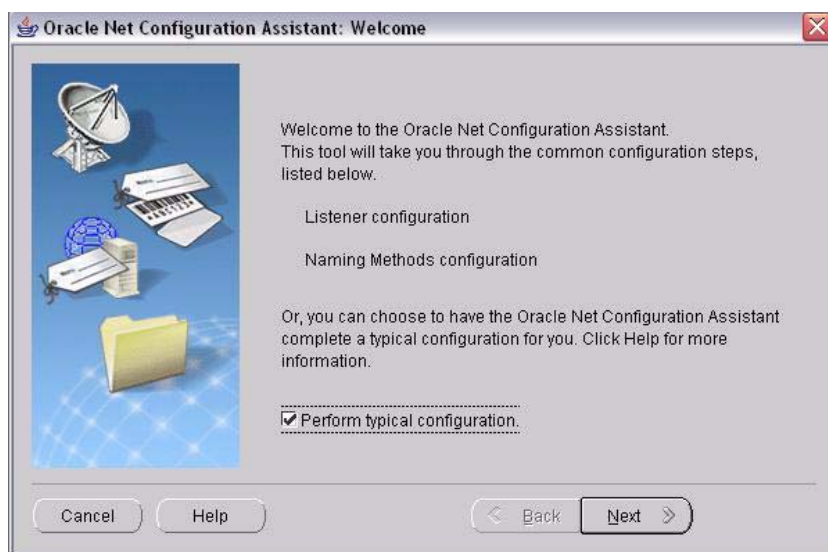 Oracle Net Configuration Assistant: Welcome
Welcome to the Oracle Net Configuration Assistant.
This tool will take you through the common configuration steps,
listed below.
Listener configuration
Naming Methods configuration
Or, you can choose to have the Oracle Net Configuration Assistant
complete a typical configuration for you. Click Help for more
information.
Perform typical configuration.
Cancel Help Back Next